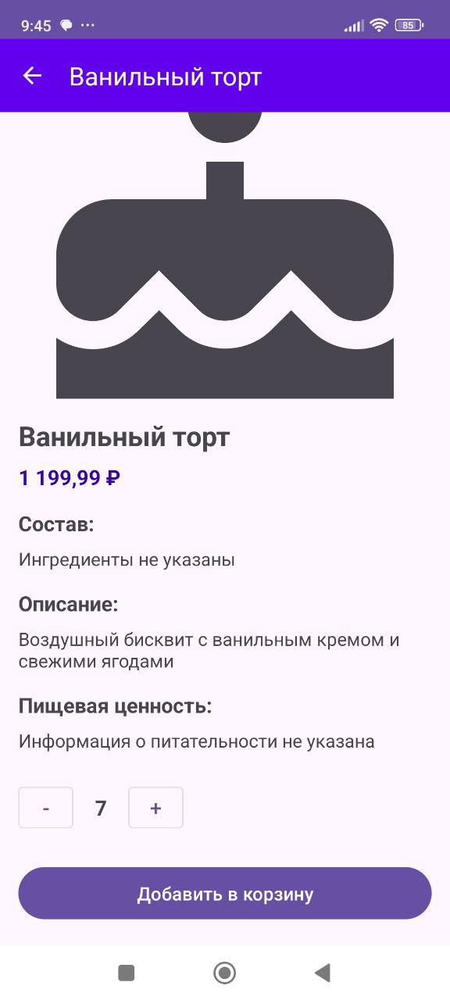 9:45
85
Ванильный торт
Ванильный торт
1 199,99 ₽
Состав:
Ингредиенты не указаны
Описание:
Воздушный бисквит с ванильным кремом и
свежими ягодами
Пищевая ценность:
Информация о питательности не указана
- 7 +
Добавить в корзину